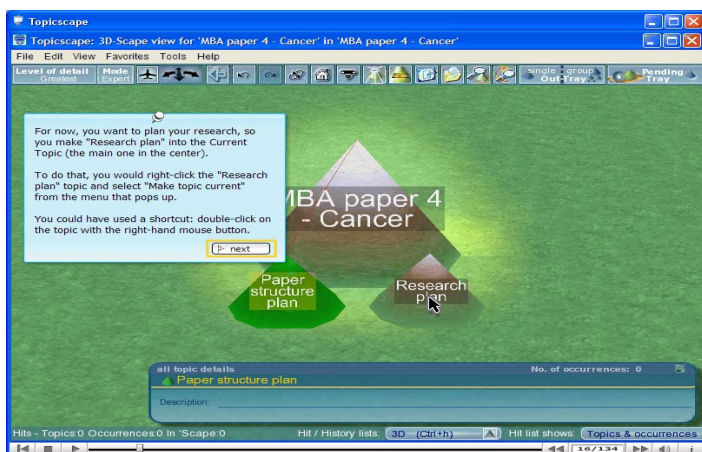 Topicscape
Topicscape: 3D-Scape view for 'MBA paper 4 - Cancer' in 'MBA paper 4 - Cancer'
File Edit View Favorites Tools Help
Level of detail Mode single group Pending
Greatest Expert Out Tray Tray
For now, you want to plan your research, so
you make "Research plan" into the Current
Topic (the main one in the center).
To do that, you would right-click the "Research
plan" topic and select "Make topic current"
from the menu that pops up.
You could have used a shortcut: double-click on
the topic with the right-hand mouse button.
next
MBA paper 4
- Cancer
Paper
structure
plan
Research
plan
all topic details No. of occurrences: 0
Paper structure plan
Description:
Hits - Topics:0 Occurrences:0 In 'Scape:0 Hit / History lists: 3D (Ctrl+h) Hit list shows: Topics & occurrences
16/134